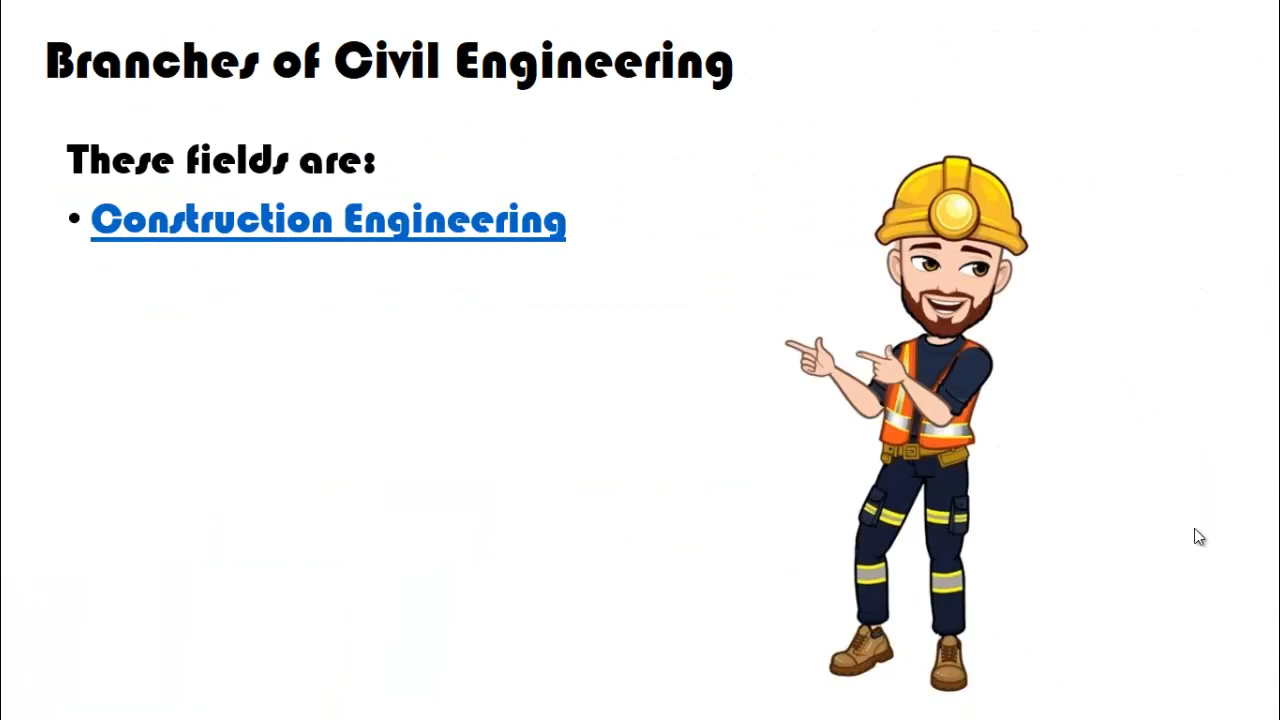 Branches of Civil Engineering
These fields are:
• Construction Engineering